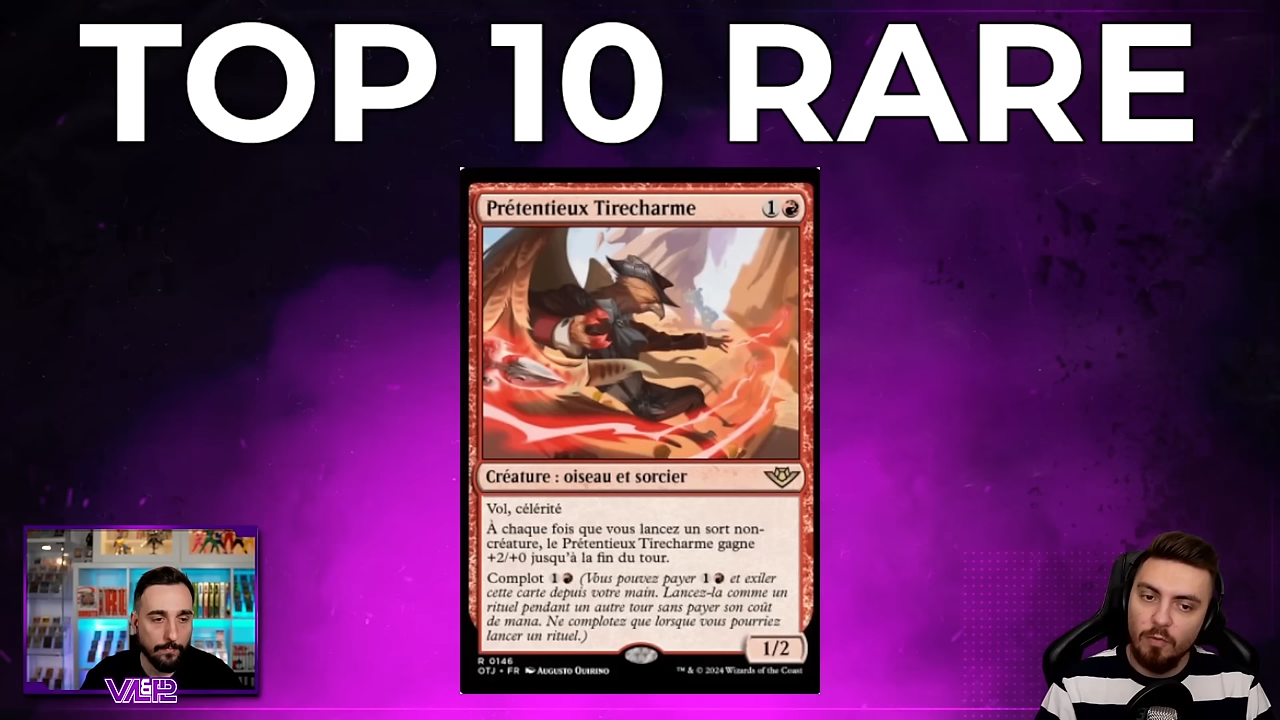 TOP 10 RARE
Prétentieux Tirecharme 1
Créature : oiseau et sorcier
Vol, célérité
À chaque fois que vous lancez un sort non-
créature, le Prétentieux Tirecharme gagne
+2/+0 jusqu'à la fin du tour.
Complot 1 (Vous pouvez payer 1 et exiler
cette carte depuis votre main. Lancez-la comme un
rituel pendant un autre tour sans payer son coût
de mana. Ne complotez que lorsque vous pourriez
lancer un rituel.)
1/2
R 0146
OTJ • FR Augusto Quirino
™ & © 2024 Wizards of the Coast